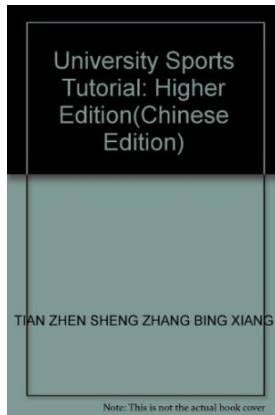 University Sports
Tutorial: Higher
Edition(Chinese
Edition)
TIAN ZHEN SHENG ZHANG BING XIANG
Note: This is not the actual book cover